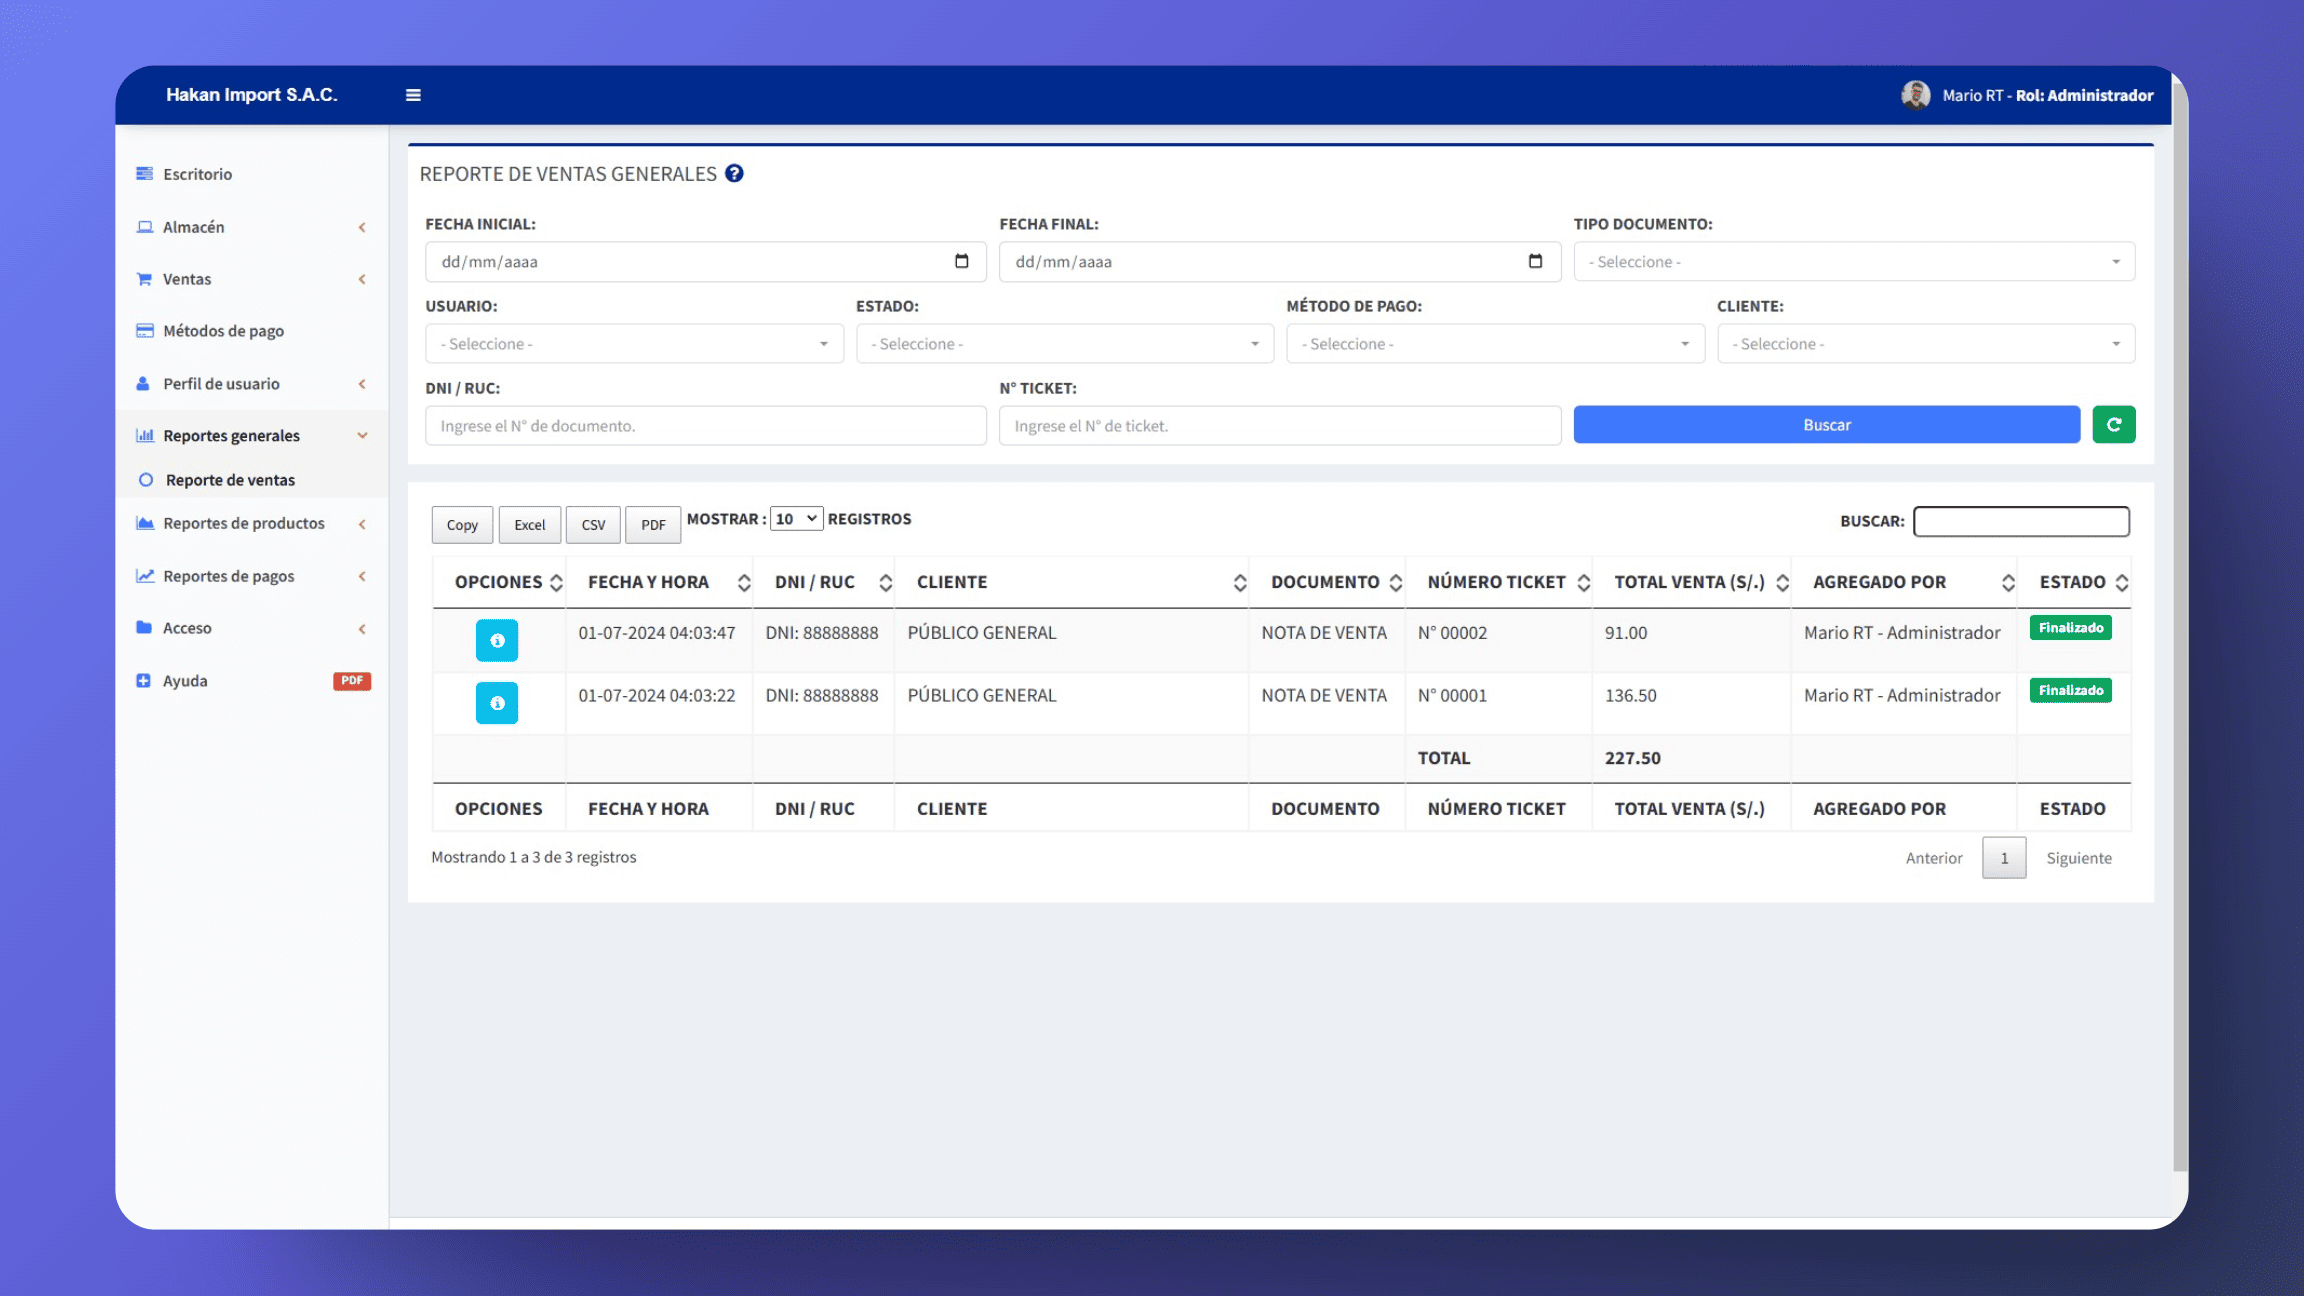 Hakan Import S.A.C.
Mario RT - Rol: Administrador
Escritorio
Almacén
Ventas
Métodos de pago
Perfil de usuario
Reportes generales
Reporte de ventas
Reportes de productos
Reportes de pagos
Acceso
Ayuda PDF
REPORTE DE VENTAS GENERALES ?
FECHA INICIAL: FECHA FINAL: TIPO DOCUMENTO:
dd/mm/aaaa dd/mm/aaaa - Seleccione -
USUARIO: ESTADO: MÉTODO DE PAGO: CLIENTE:
- Seleccione - - Seleccione - - Seleccione - - Seleccione -
DNI / RUC: N° TICKET:
Ingrese el N° de documento. Ingrese el N° de ticket. Buscar
Copy Excel CSV PDF MOSTRAR : 10 REGISTROS BUSCAR:
OPCIONES FECHA Y HORA DNI / RUC CLIENTE DOCUMENTO NÚMERO TICKET TOTAL VENTA (S/.) AGREGADO POR ESTADO
01-07-2024 04:03:47 DNI: 88888888 PÚBLICO GENERAL NOTA DE VENTA N° 00002 91.00 Mario RT - Administrador Finalizado
01-07-2024 04:03:22 DNI: 88888888 PÚBLICO GENERAL NOTA DE VENTA N° 00001 136.50 Mario RT - Administrador Finalizado
TOTAL 227.50
OPCIONES FECHA Y HORA DNI / RUC CLIENTE DOCUMENTO NÚMERO TICKET TOTAL VENTA (S/.) AGREGADO POR ESTADO
Mostrando 1 a 3 de 3 registros Anterior 1 Siguiente